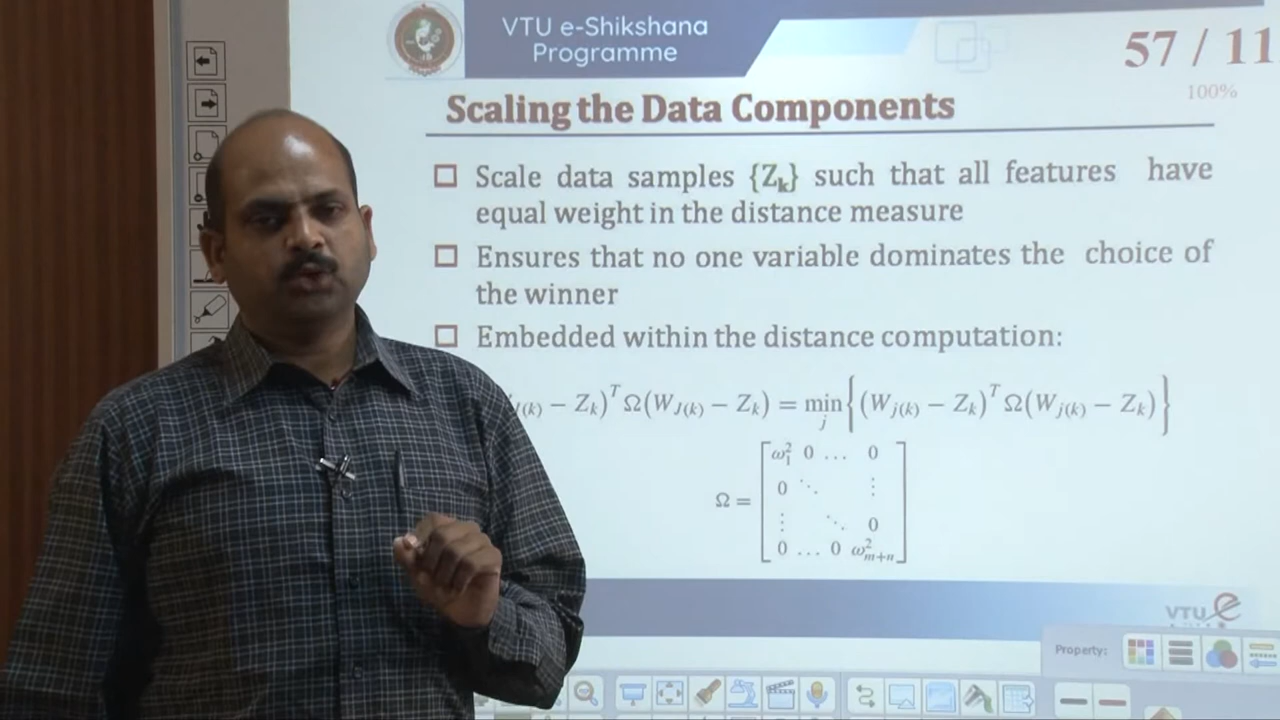 VTU e-Shikshana
Programme
57 / 11
100%
Scaling the Data Components
Scale data samples {Z_k} such that all features have
equal weight in the distance measure
Ensures that no one variable dominates the choice of
the winner
Embedded within the distance computation:
J(k) − Z_k)^T Ω(W_J(k) − Z_k) = min_j {(W_j(k) − Z_k)^T Ω(W_j(k) − Z_k)}
ω_1^2 0 … 0
0 ⋱ ⋮
Ω =
⋮ ⋱ 0
0 … 0 ω_{m+n}^2
VTU e
Property: